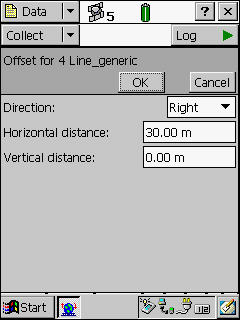 Data 5 ? ×
Collect Log
Offset for 4 Line_generic
OK Cancel
Direction: Right
Horizontal distance: 30.00 m
Vertical distance: 0.00 m
Start